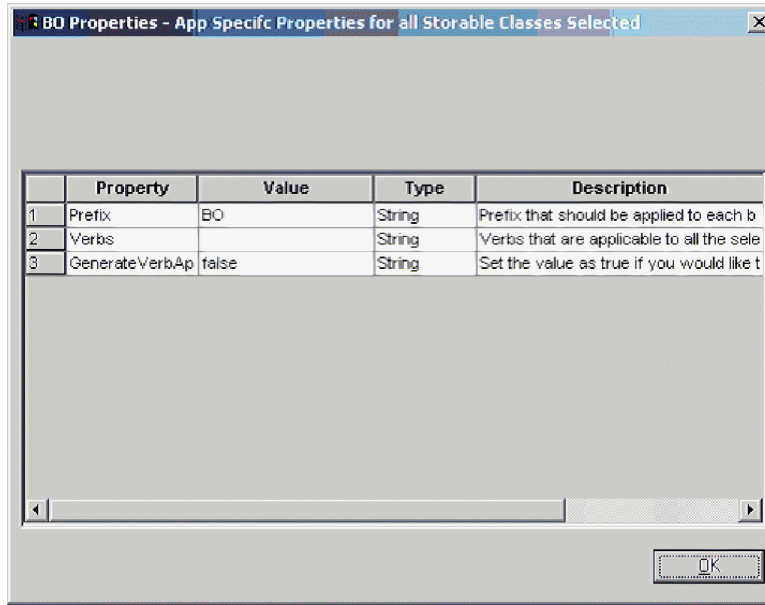 BO Properties - App Specifc Properties for all Storable Classes Selected
Property Value Type Description
1 Prefix BO String Prefix that should be applied to each b
2 Verbs String Verbs that are applicable to all the sele
3 GenerateVerbAp false String Set the value as true if you would like t
OK